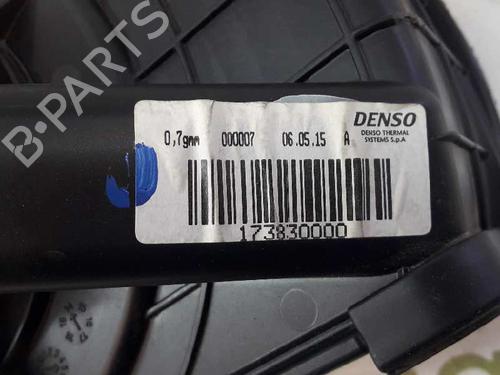 B-PARTS
DENSO
DENSO THERMAL
SYSTEMS S.p.A
0,7gmm 000007 06.05.15 A
173830000